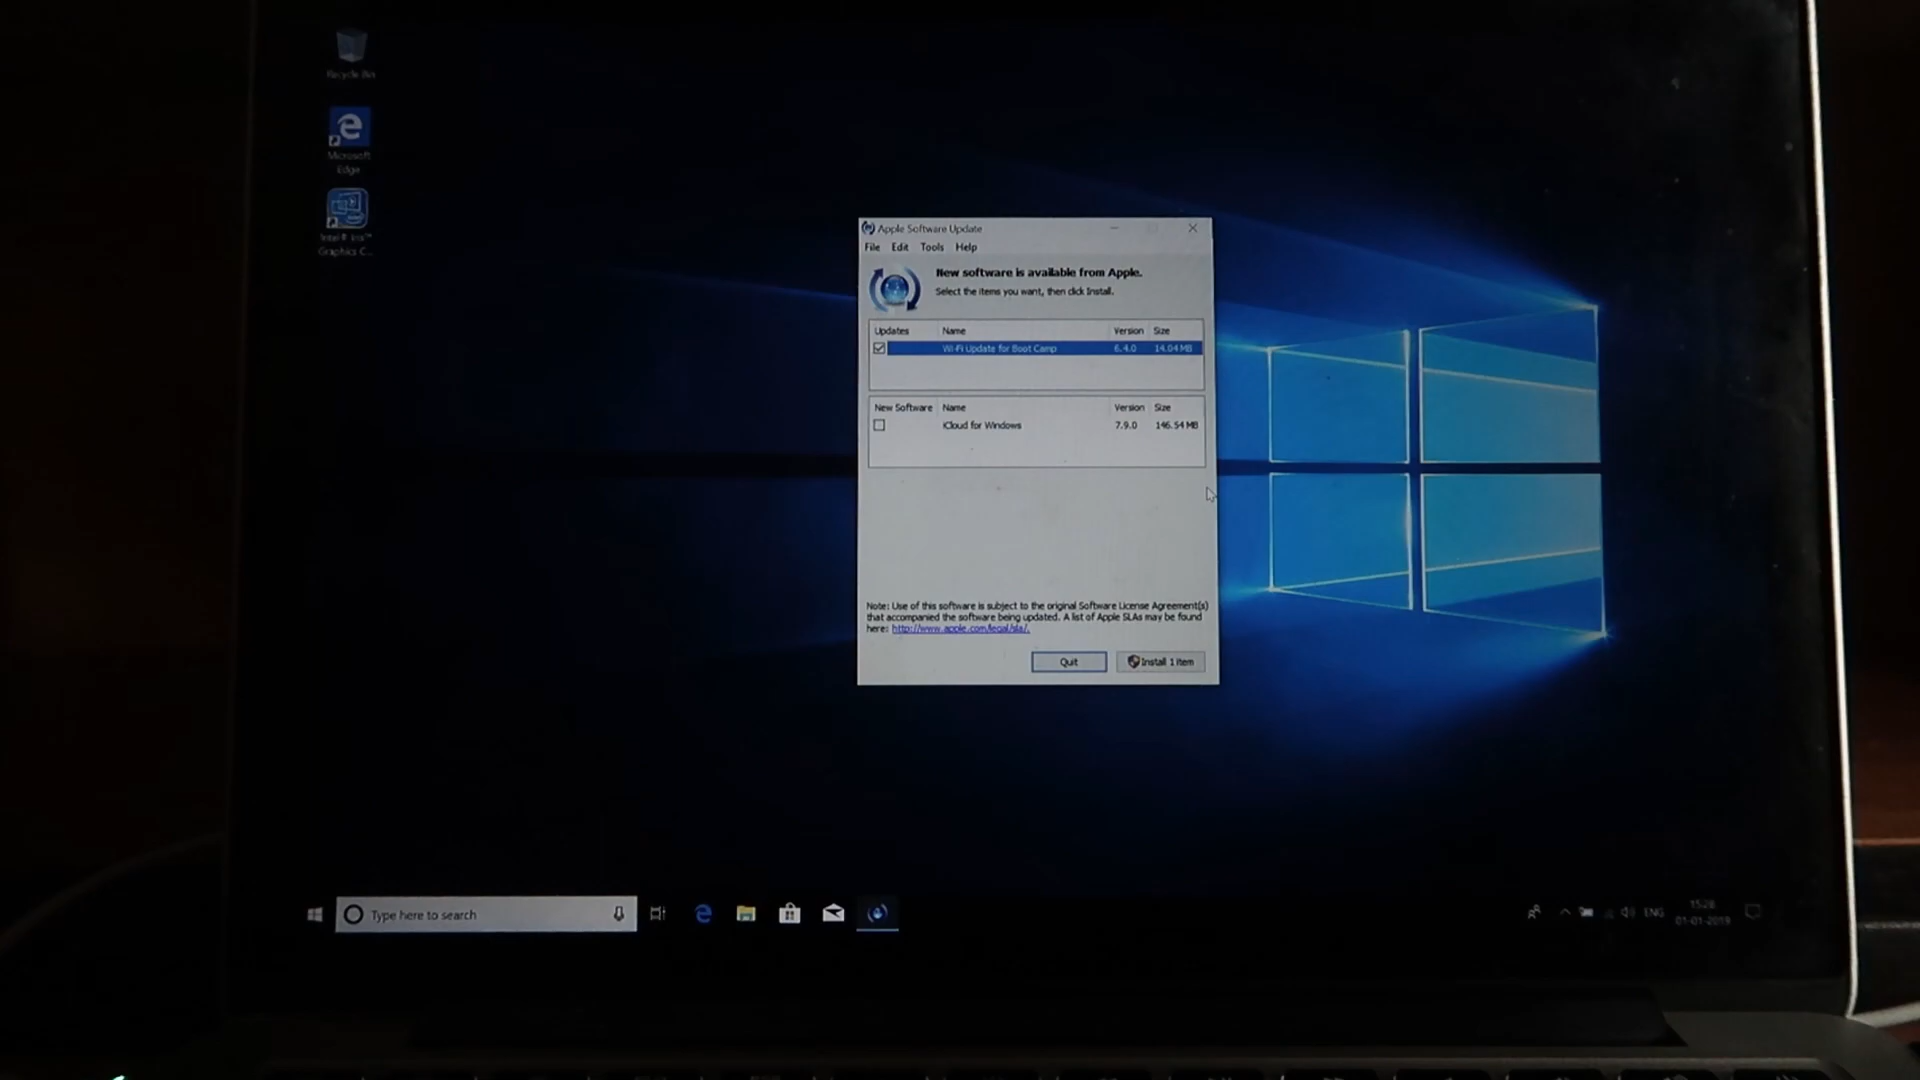 Recycle Bin
Microsoft
Edge
Intel® Iris™
Graphics C...
Apple Software Update
File Edit Tools Help
New software is available from Apple.
Select the items you want, then click Install.
Updates Name Version Size
Wi-Fi Update for Boot Camp 6.4.0 14.04 MB
New Software Name Version Size
iCloud for Windows 7.9.0 146.54 MB
Note: Use of this software is subject to the original Software License Agreement(s)
that accompanied the software being updated. A list of Apple SLAs may be found
here: http://www.apple.com/legal/sla/.
Quit Install 1 item
Type here to search
ENG
15:28
01-01-2019